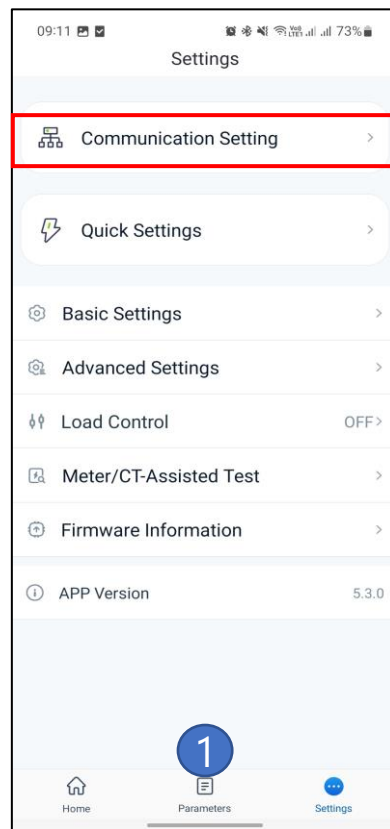 09:11 73%
Settings
Communication Setting
Quick Settings
Basic Settings
Advanced Settings
Load Control OFF
Meter/CT-Assisted Test
Firmware Information
APP Version 5.3.0
1
Home Parameters Settings